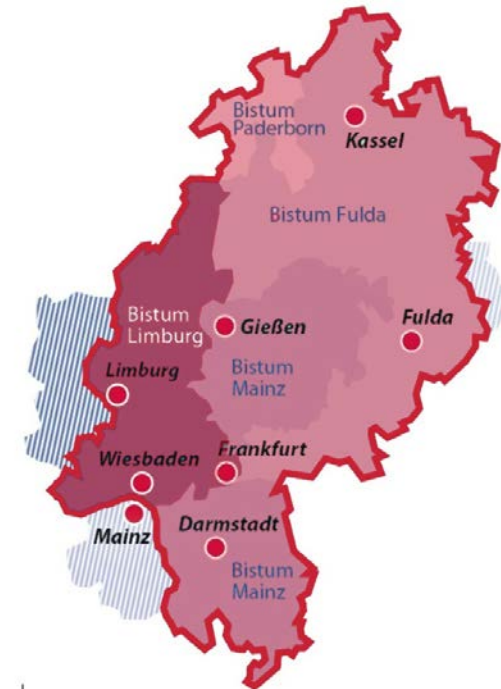 Bistum
Paderborn
Kassel
Bistum Fulda
Bistum
Limburg
Gießen
Fulda
Bistum
Mainz
Limburg
Frankfurt
Wiesbaden
Mainz
Darmstadt
Bistum
Mainz